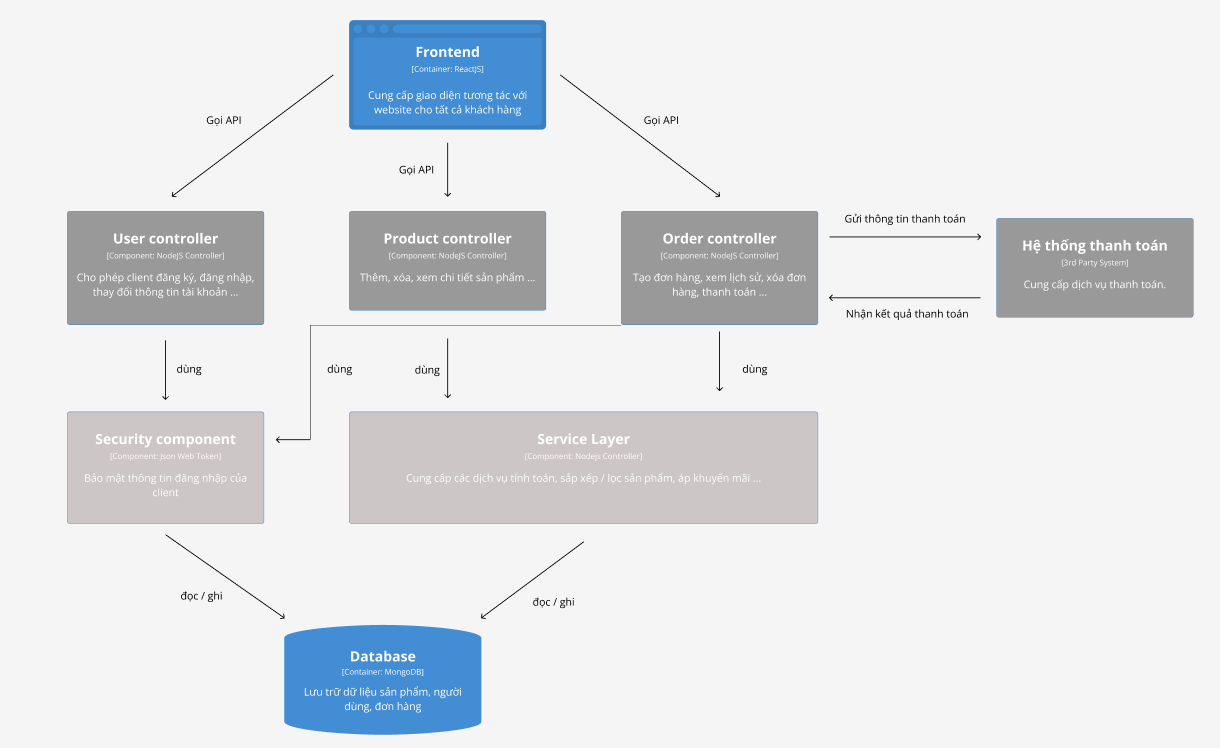 Frontend
[Container: ReactJS]
Cung cấp giao diện tương tác với
website cho tất cả khách hàng
Gọi API
Gọi API
Gọi API
User controller
[Component: NodeJS Controller]
Cho phép client đăng ký, đăng nhập,
thay đổi thông tin tài khoản ...
Product controller
[Component: NodeJS Controller]
Thêm, xóa, xem chi tiết sản phẩm ...
Order controller
[Component: NodeJS Controller]
Tạo đơn hàng, xem lịch sử, xóa đơn
hàng, thanh toán ...
Gửi thông tin thanh toán
Nhận kết quả thanh toán
Hệ thống thanh toán
[3rd Party System]
Cung cấp dịch vụ thanh toán.
dùng
dùng
dùng
dùng
Security component
[Component: Json Web Token]
Bảo mật thông tin đăng nhập của
client
Service Layer
[Component: Nodejs Controller]
Cung cấp các dịch vụ tính toán, sắp xếp / lọc sản phẩm, áp khuyến mãi ...
đọc / ghi
đọc / ghi
Database
[Container: MongoDB]
Lưu trữ dữ liệu sản phẩm, người
dùng, đơn hàng